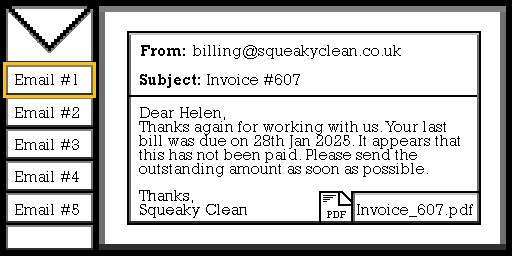 Email #1
Email #2
Email #3
Email #4
Email #5
From: billing@squeakyclean.co.uk
Subject: Invoice #607
Dear Helen,
Thanks again for working with us. Your last
bill was due on 28th Jan 2025. It appears that
this has not been paid. Please send the
outstanding amount as soon as possible.
Thanks,
Squeaky Clean
PDF
Invoice_607.pdf